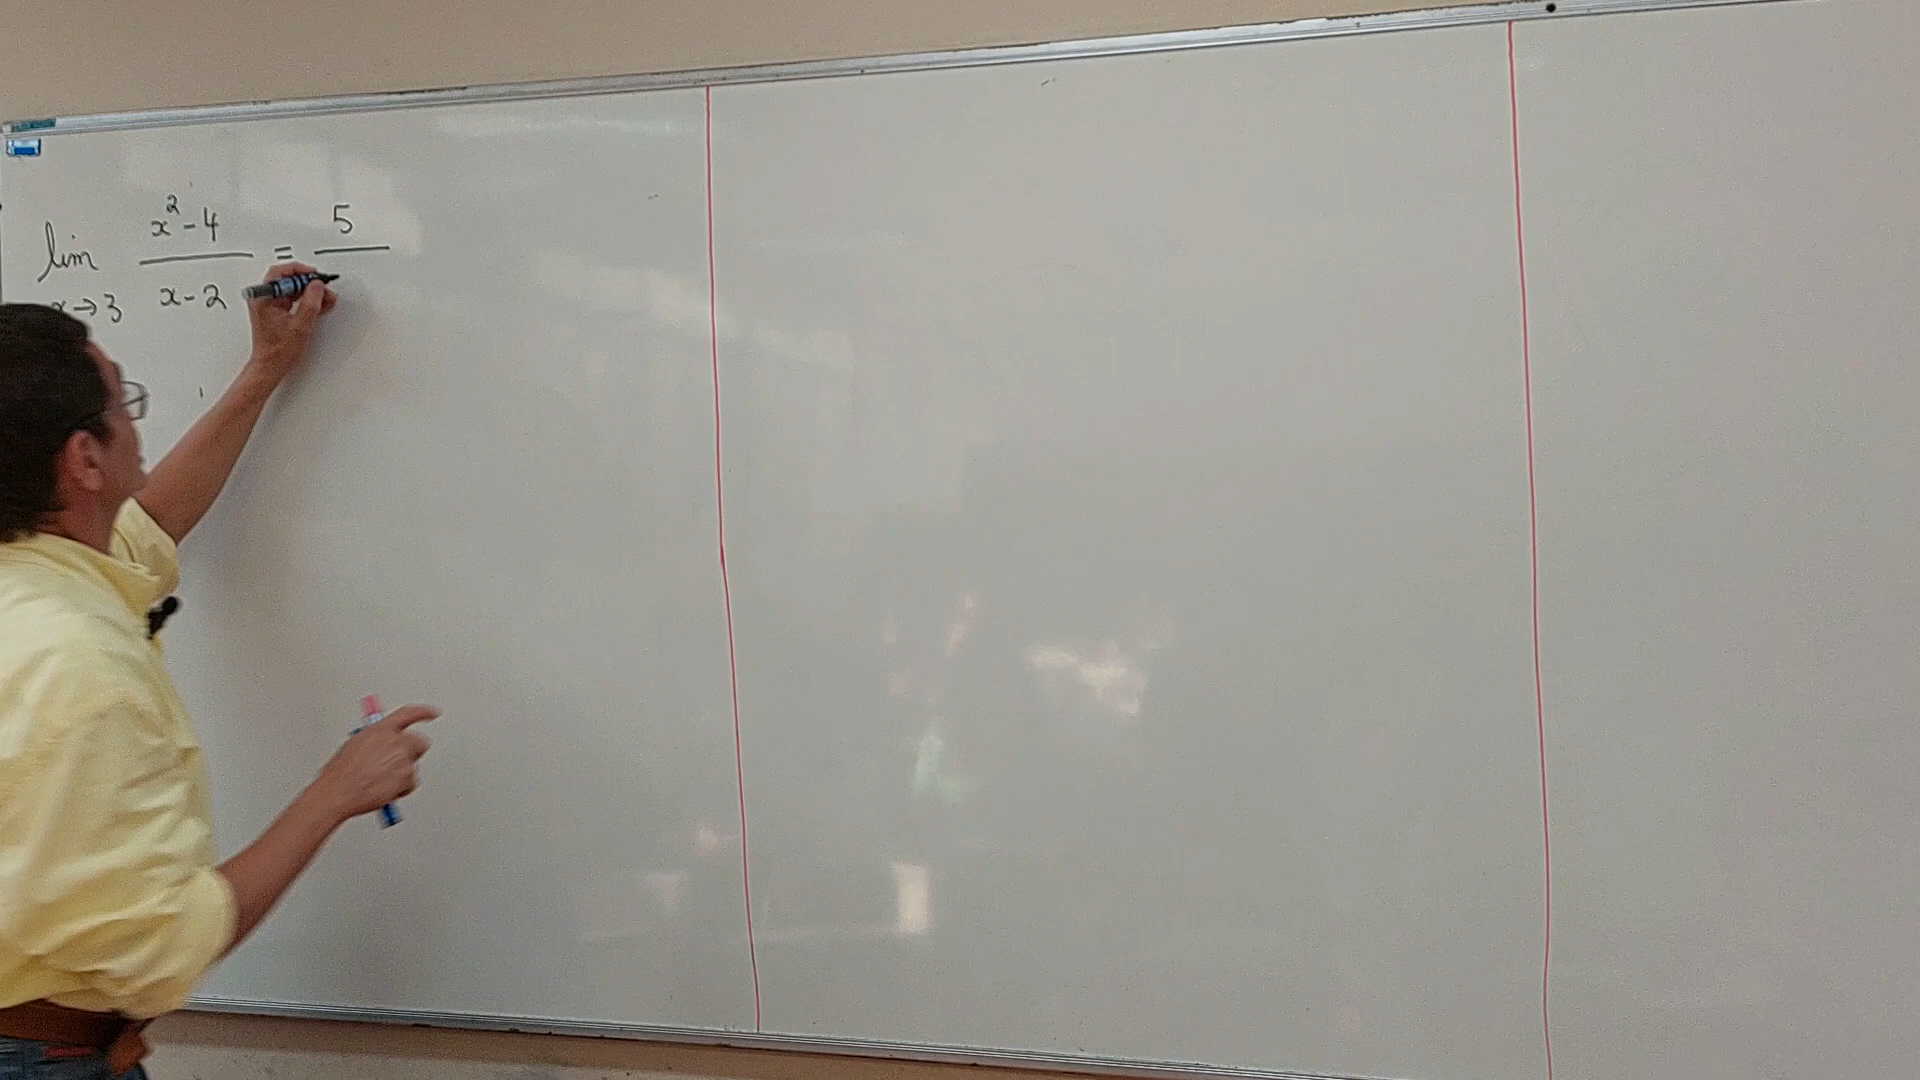 lim x²-4 / x-2 = 5 /
x→3